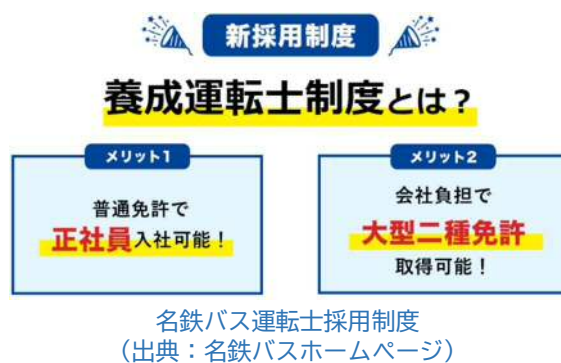 新採用制度
養成運転士制度とは？
メリット1
普通免許で
正社員入社可能！
メリット2
会社負担で
大型二種免許
取得可能！
名鉄バス運転士採用制度
（出典：名鉄バスホームページ）